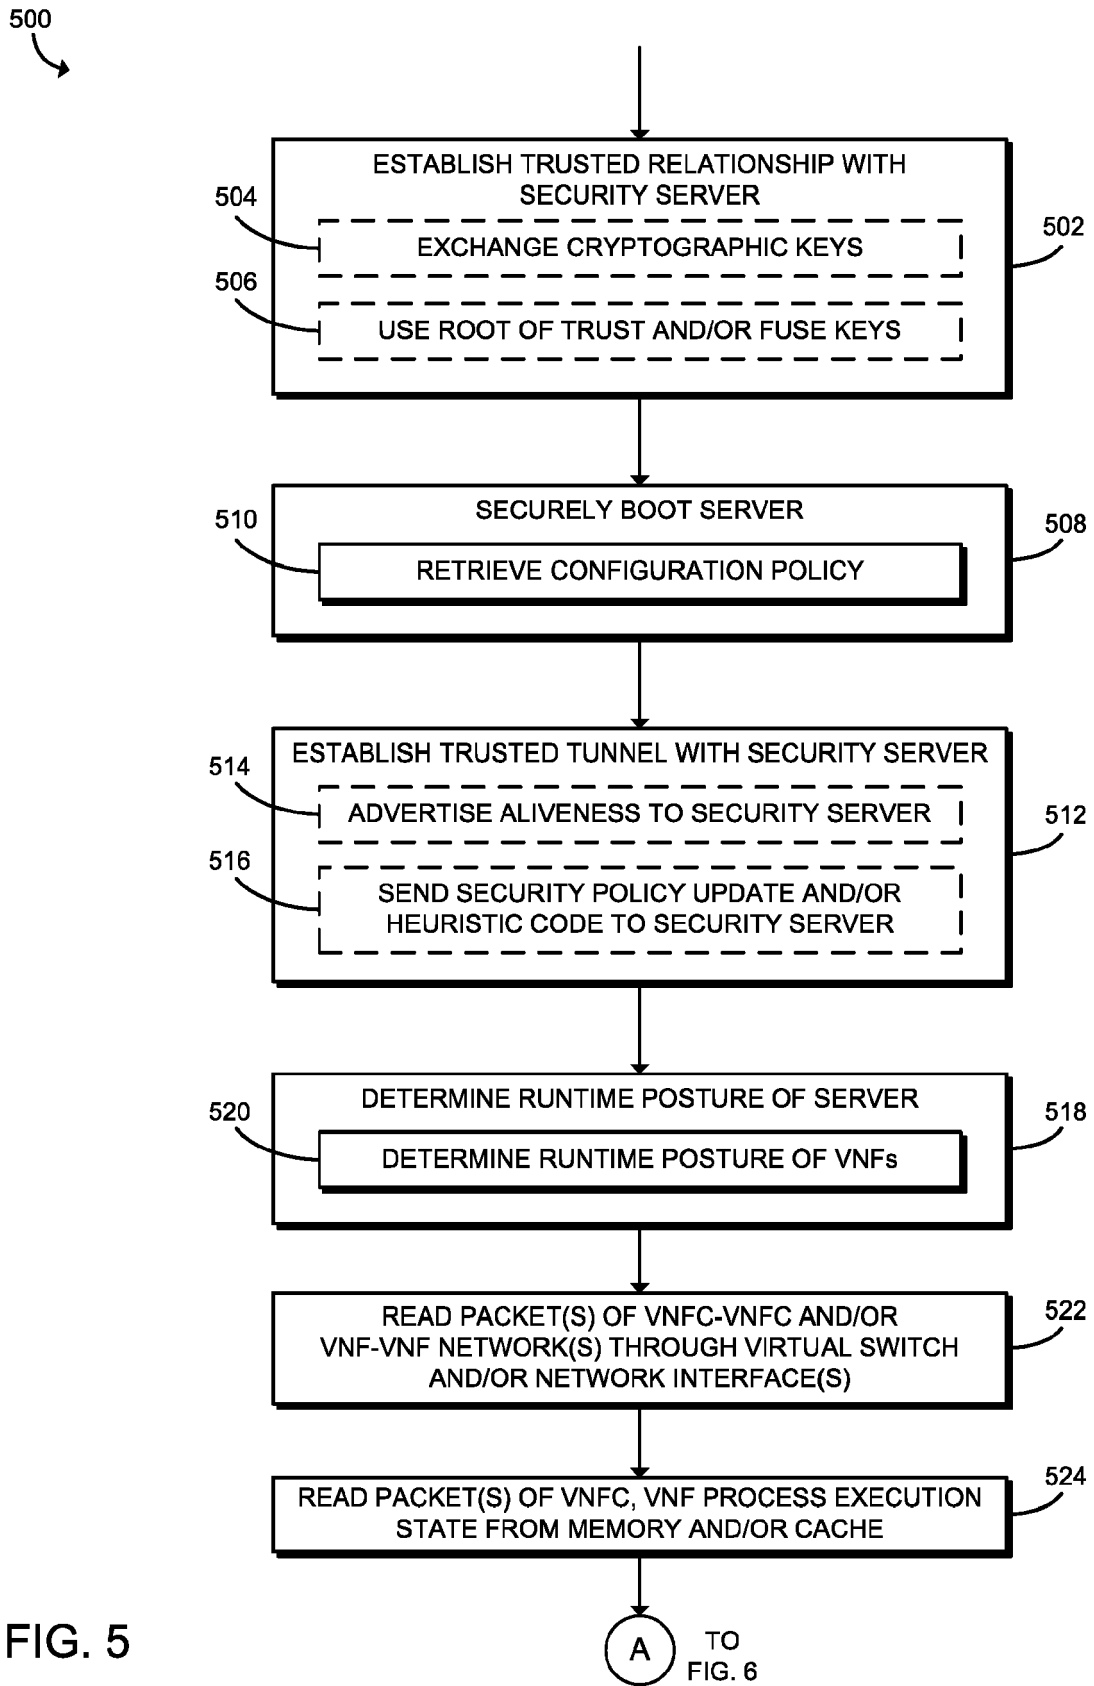 500
ESTABLISH TRUSTED RELATIONSHIP WITH
SECURITY SERVER
504
EXCHANGE CRYPTOGRAPHIC KEYS
502
506
USE ROOT OF TRUST AND/OR FUSE KEYS
SECURELY BOOT SERVER
510
508
RETRIEVE CONFIGURATION POLICY
ESTABLISH TRUSTED TUNNEL WITH SECURITY SERVER
514
ADVERTISE ALIVENESS TO SECURITY SERVER
512
516
SEND SECURITY POLICY UPDATE AND/OR
HEURISTIC CODE TO SECURITY SERVER
DETERMINE RUNTIME POSTURE OF SERVER
520
518
DETERMINE RUNTIME POSTURE OF VNFs
READ PACKET(S) OF VNFC-VNFC AND/OR
VNF-VNF NETWORK(S) THROUGH VIRTUAL SWITCH
AND/OR NETWORK INTERFACE(S)
522
READ PACKET(S) OF VNFC, VNF PROCESS EXECUTION
STATE FROM MEMORY AND/OR CACHE
524
A
TO
FIG. 6
FIG. 5